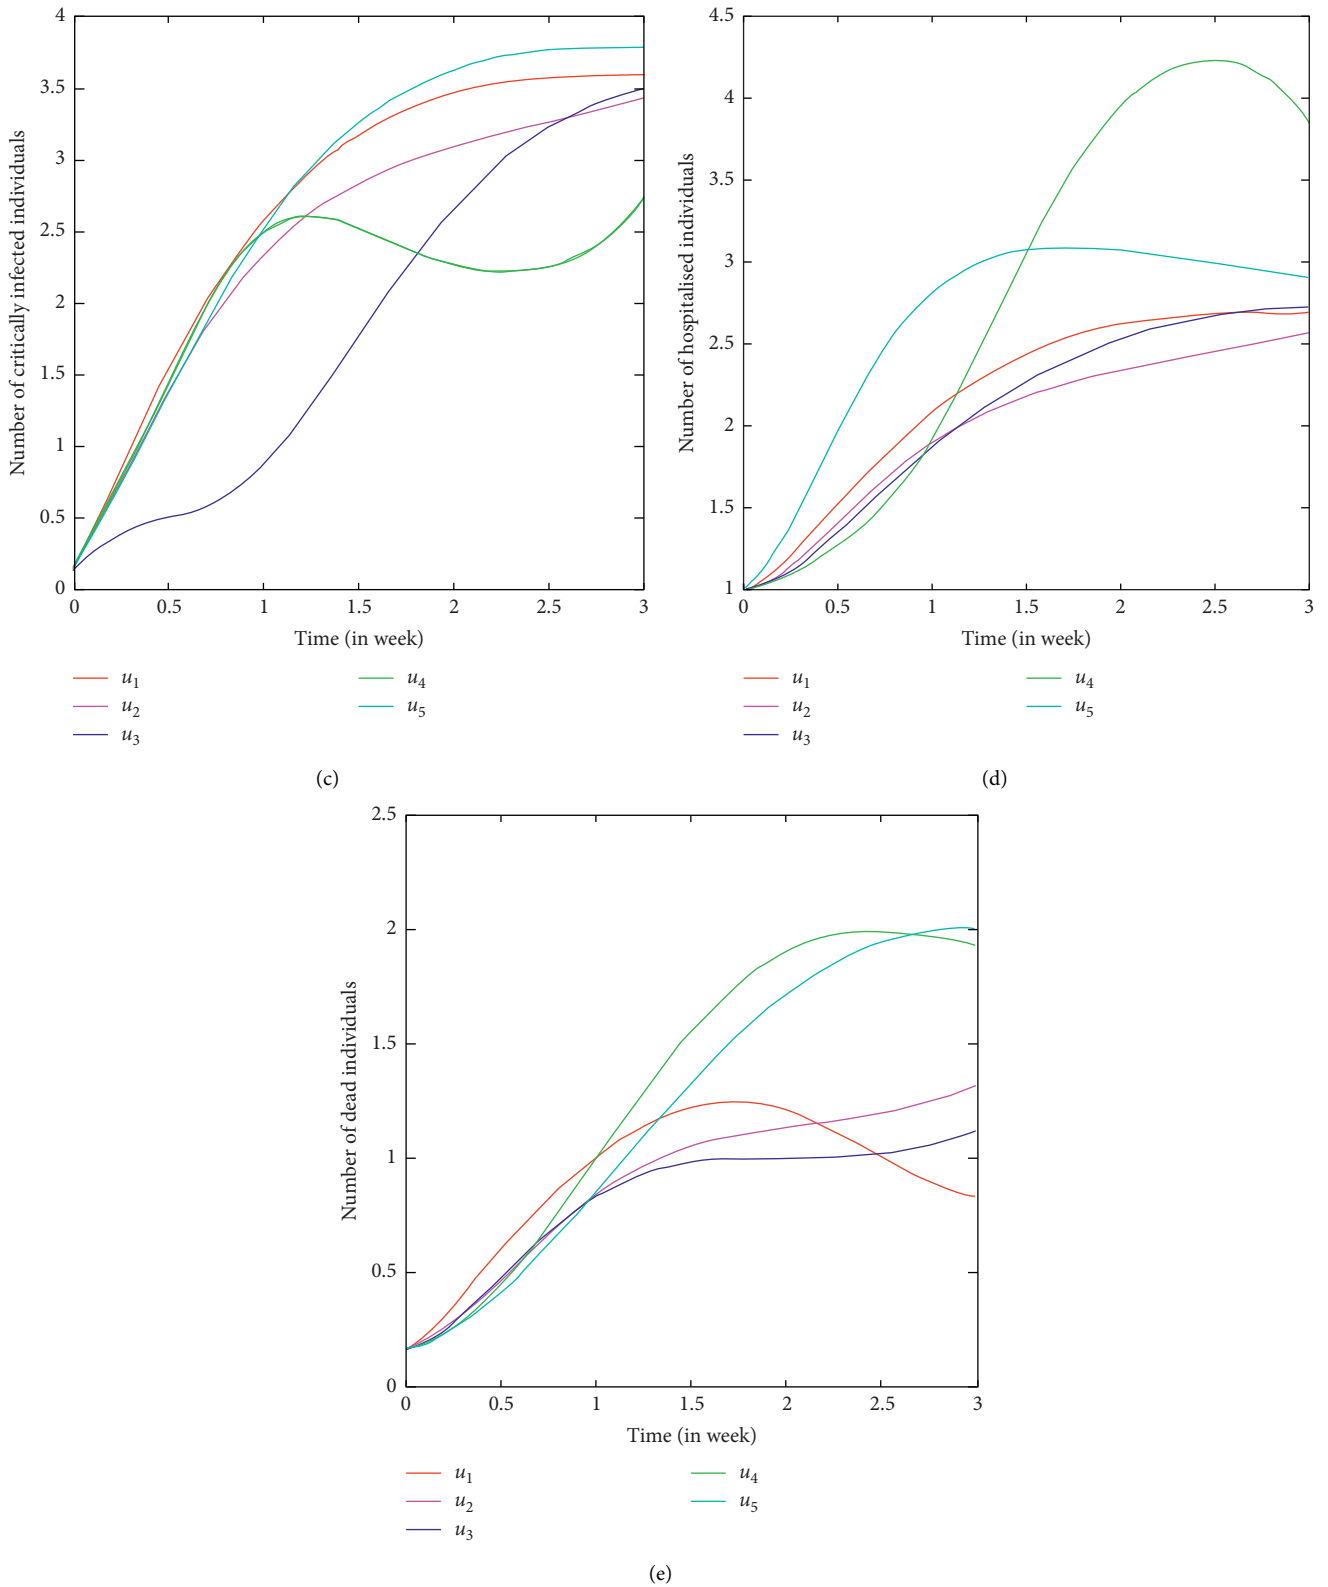 Number of critically infected individuals
4
3.5
3
2.5
2
1.5
1
0.5
0
0 0.5 1 1.5 2 2.5 3
Time (in week)
u1 u4
u2 u5
u3
(c)
Number of hospitalised individuals
4.5
4
4.5
3
2.5
2
1.5
1
0 0.5 1 1.5 2 2.5 3
Time (in week)
u1 u4
u2 u5
u3
(d)
Number of dead individuals
2.5
2
1.5
1
0.5
0
0 0.5 1 1.5 2 2.5 3
Time (in week)
u1 u4
u2 u5
u3
(e)